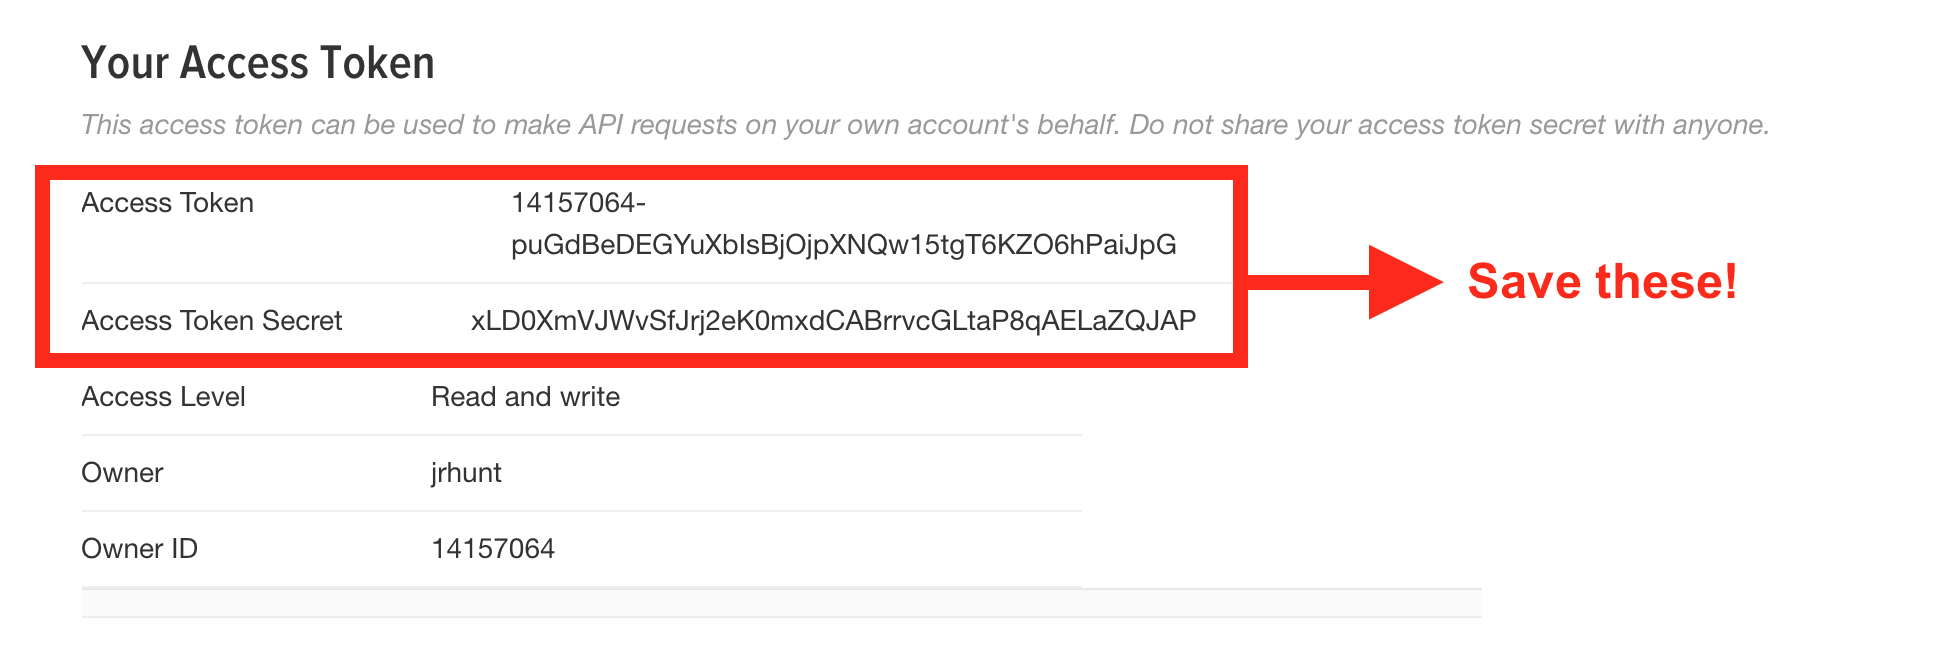 Your Access Token
This access token can be used to make API requests on your own account's behalf. Do not share your access token secret with anyone.
Access Token 14157064-
puGdBeDEGYuXbIsBjOjpXNQw15tgT6KZO6hPaiJpG
Save these!
Access Token Secret xLD0XmVJWvSfJrj2eK0mxdCABrrvcGLtaP8qAELaZQJAP
Access Level Read and write
Owner jrhunt
Owner ID 14157064